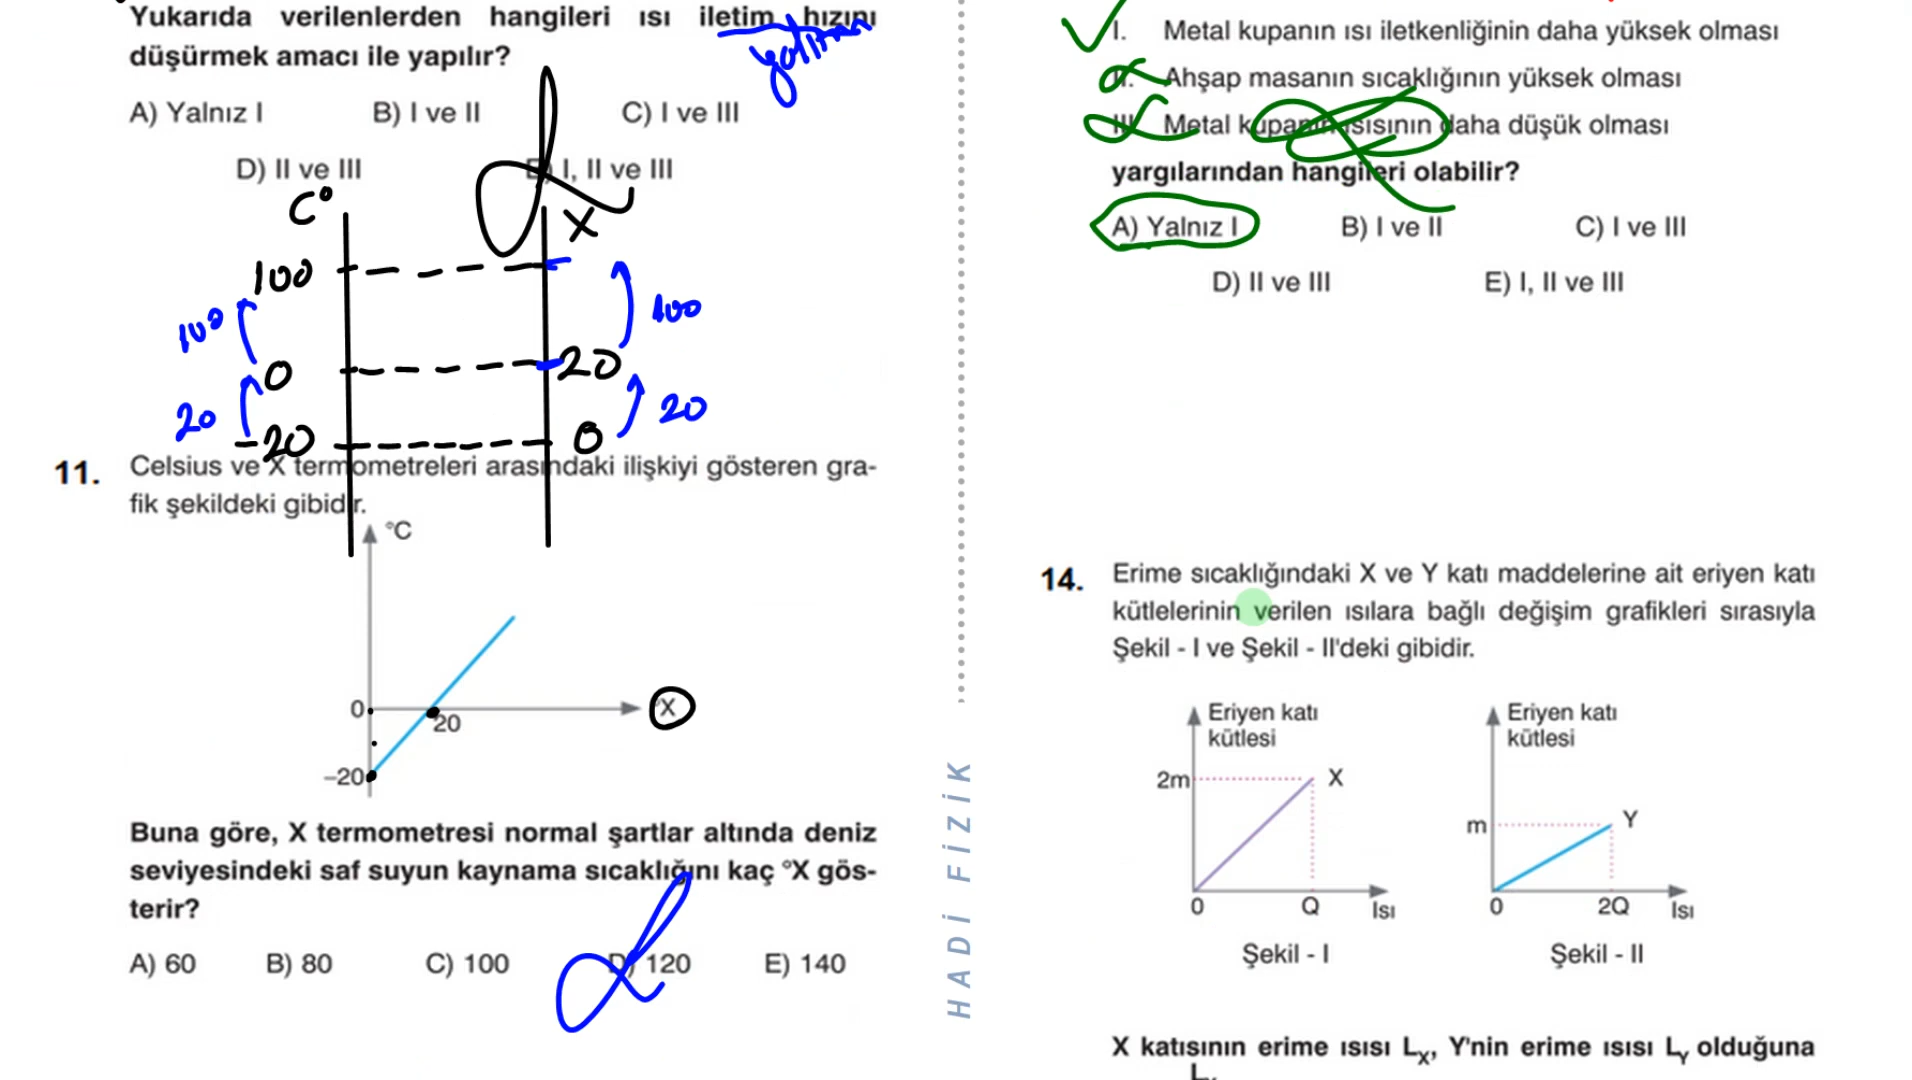 Yukarıda verilenlerden hangileri ısı iletim hızını
düşürmek amacı ile yapılır?
yalıtım
A) Yalnız I B) I ve II C) I ve III
D) II ve III E) I, II ve III
C° X
100
100 100
0 20
20 20
-20 0
11. Celsius ve X termometreleri arasındaki ilişkiyi gösteren gra-
fik şekildeki gibidir.
°C
0 20 °X
–20
Buna göre, X termometresi normal şartlar altında deniz
seviyesindeki saf suyun kaynama sıcaklığını kaç °X gös-
terir?
A) 60 B) 80 C) 100 D) 120 E) 140
HADİ FİZİK
I. Metal kupanın ısı iletkenliğinin daha yüksek olması
II. Ahşap masanın sıcaklığının yüksek olması
III. Metal kupanın ısısının daha düşük olması
yargılarından hangileri olabilir?
A) Yalnız I B) I ve II C) I ve III
D) II ve III E) I, II ve III
14. Erime sıcaklığındaki X ve Y katı maddelerine ait eriyen katı
kütlelerinin verilen ısılara bağlı değişim grafikleri sırasıyla
Şekil - I ve Şekil - II'deki gibidir.
Eriyen katı
kütlesi
2m X
0 Q Isı
Şekil - I
Eriyen katı
kütlesi
m Y
0 2Q Isı
Şekil - II
X katısının erime ısısı LX, Y'nin erime ısısı LY olduğuna